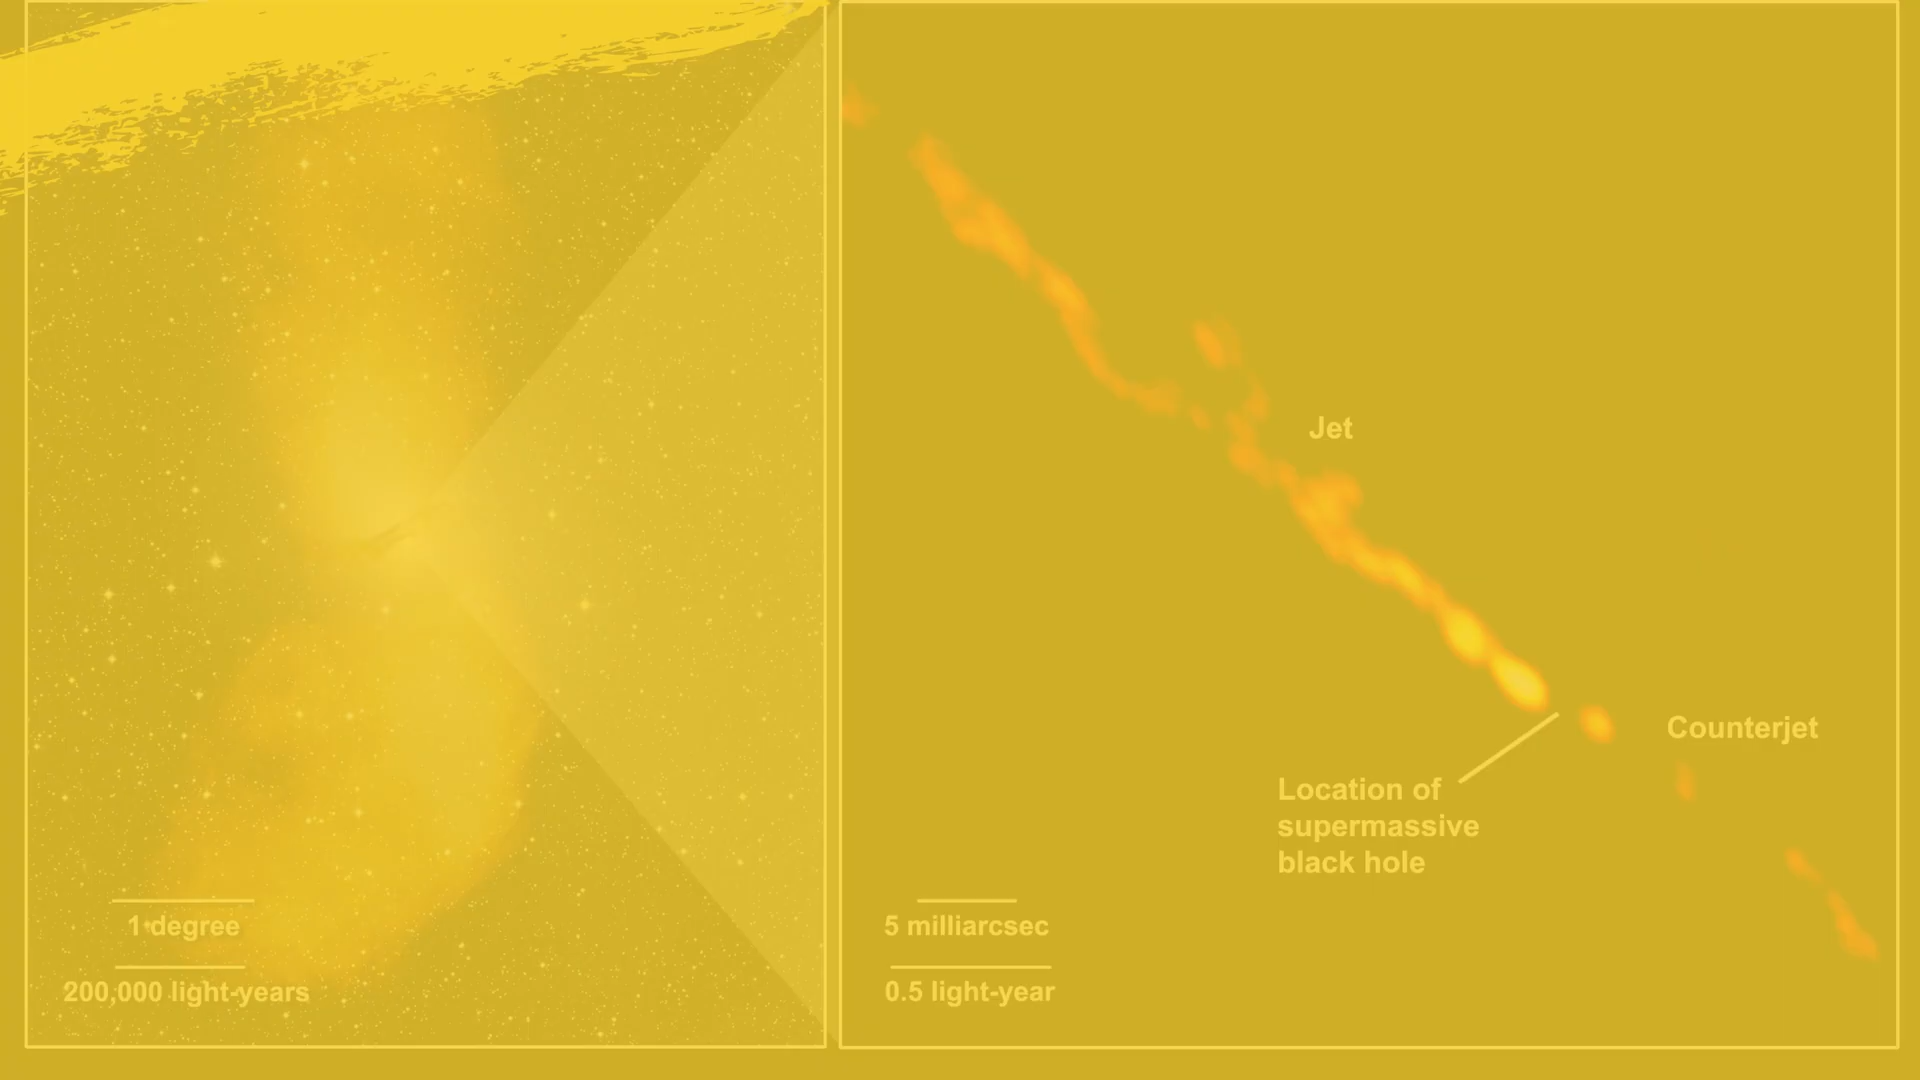 1 degree
200,000 light-years
Jet
Counterjet
Location of
supermassive
black hole
5 milliarcsec
0.5 light-year